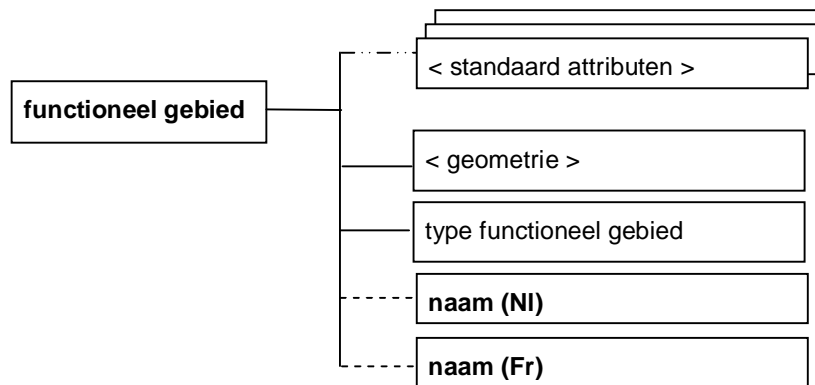 < standaard attributen >
functioneel gebied
< geometrie >
type functioneel gebied
naam (Nl)
naam (Fr)